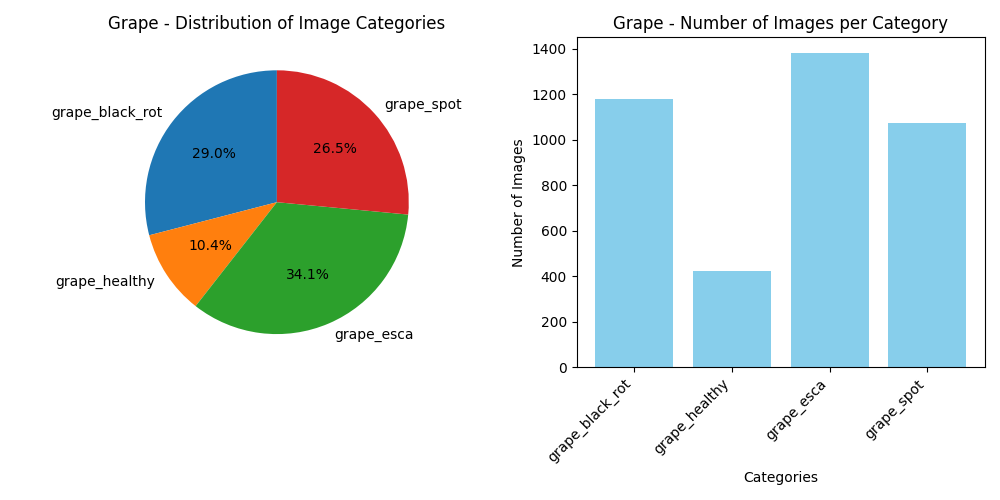 Grape - Distribution of Image Categories
grape_black_rot
29.0%
grape_healthy
10.4%
grape_esca
34.1%
grape_spot
26.5%
Grape - Number of Images per Category
Number of Images
1400
1200
1000
800
600
400
200
0
grape_black_rot
grape_healthy
grape_esca
grape_spot
Categories